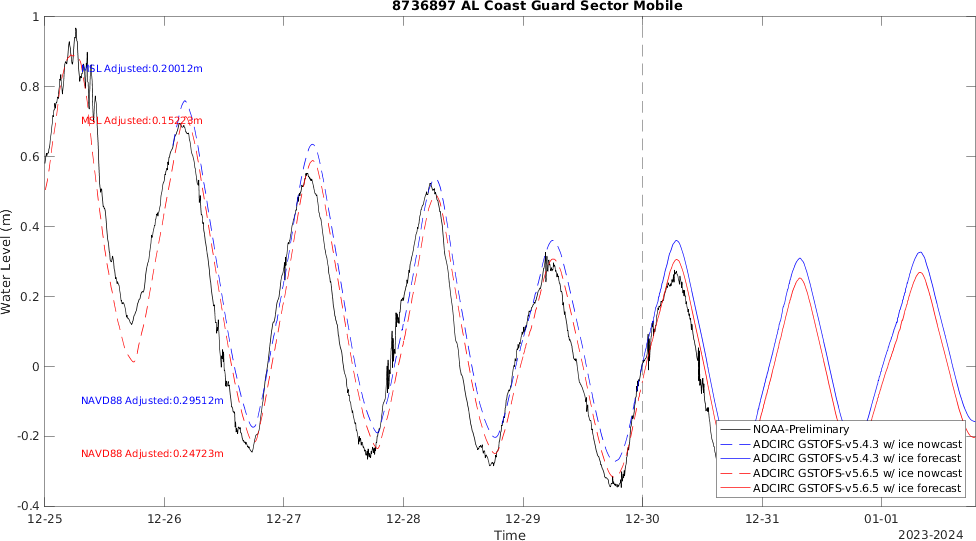 8736897 AL Coast Guard Sector Mobile
Water Level (m)
1
0.8
0.6
0.4
0.2
0
-0.2
-0.4
MSL Adjusted:0.20012m
MSL Adjusted:0.15223m
NAVD88 Adjusted:0.29512m
NAVD88 Adjusted:0.24723m
NOAA-Preliminary
ADCIRC GSTOFS-v5.4.3 w/ ice nowcast
ADCIRC GSTOFS-v5.4.3 w/ ice forecast
ADCIRC GSTOFS-v5.6.5 w/ ice nowcast
ADCIRC GSTOFS-v5.6.5 w/ ice forecast
12-25 12-26 12-27 12-28 12-29 12-30 12-31 01-01
Time
2023-2024